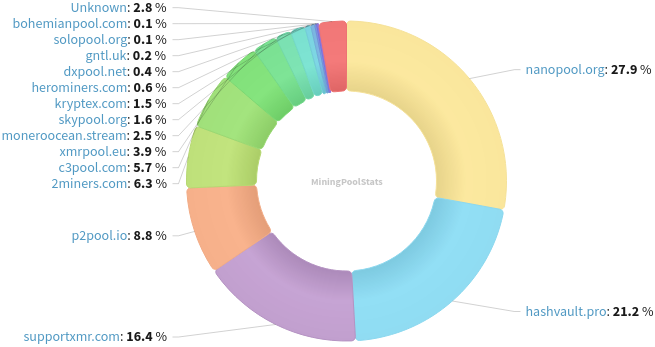 Unknown: 2.8 %
bohemianpool.com: 0.1 %
solopool.org: 0.1 %
gntl.uk: 0.2 %
dxpool.net: 0.4 %
herominers.com: 0.6 %
kryptex.com: 1.5 %
skypool.org: 1.6 %
moneroocean.stream: 2.5 %
xmrpool.eu: 3.9 %
c3pool.com: 5.7 %
2miners.com: 6.3 %
p2pool.io: 8.8 %
supportxmr.com: 16.4 %
MiningPoolStats
nanopool.org: 27.9 %
hashvault.pro: 21.2 %